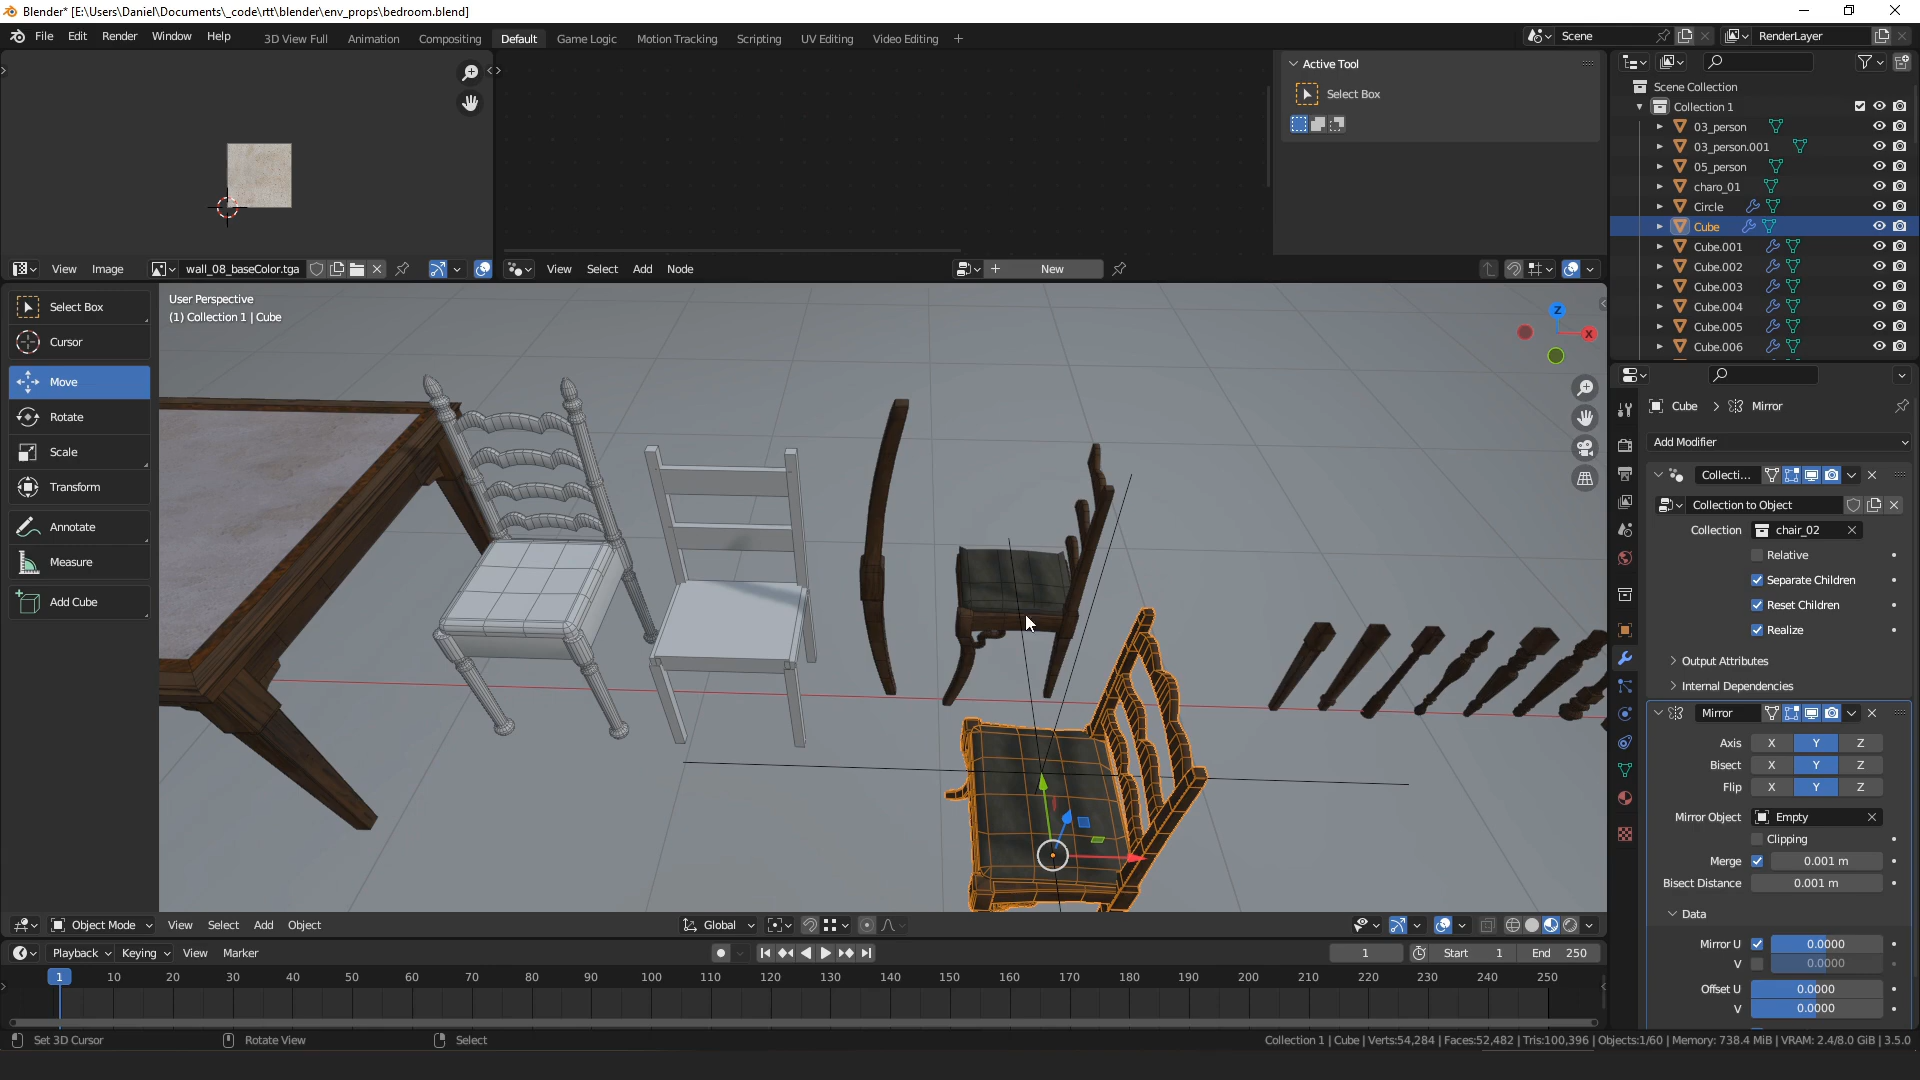 Blender* [E:\Users\Daniel\Documents\_code\rtt\blender\env_props\bedroom.blend]
File Edit Render Window Help 3D View Full Animation Compositing Default Game Logic Motion Tracking Scripting UV Editing Video Editing + Scene RenderLayer
Active Tool
Select Box
Scene Collection
Collection 1
03_person
03_person.001
05_person
charo_01
Circle
Cube
Cube.001
Cube.002
Cube.003
Cube.004
Cube.005
Cube.006
View Image wall_08_baseColor.tga View Select Add Node + New
Select Box
Cursor
Move
Rotate
Scale
Transform
Annotate
Measure
Add Cube
User Perspective
(1) Collection 1 | Cube
Z
X
Cube > Mirror
Add Modifier
Collecti...
Collection to Object
Collection chair_02
Relative
Separate Children
Reset Children
Realize
Output Attributes
Internal Dependencies
Mirror
Axis X Y Z
Bisect X Y Z
Flip X Y Z
Mirror Object Empty
Clipping
Merge 0.001 m
Bisect Distance 0.001 m
Data
Mirror U 0.0000
V 0.0000
Offset U 0.0000
V 0.0000
Object Mode View Select Add Object Global
Playback Keying View Marker 1 Start 1 End 250
1 10 20 30 40 50 60 70 80 90 100 110 120 130 140 150 160 170 180 190 200 210 220 230 240 250
Set 3D Cursor Rotate View Select Collection 1 | Cube | Verts:54,284 | Faces:52,482 | Tris:100,396 | Objects:1/60 | Memory: 738.4 MiB | VRAM: 2.4/8.0 GiB | 3.5.0